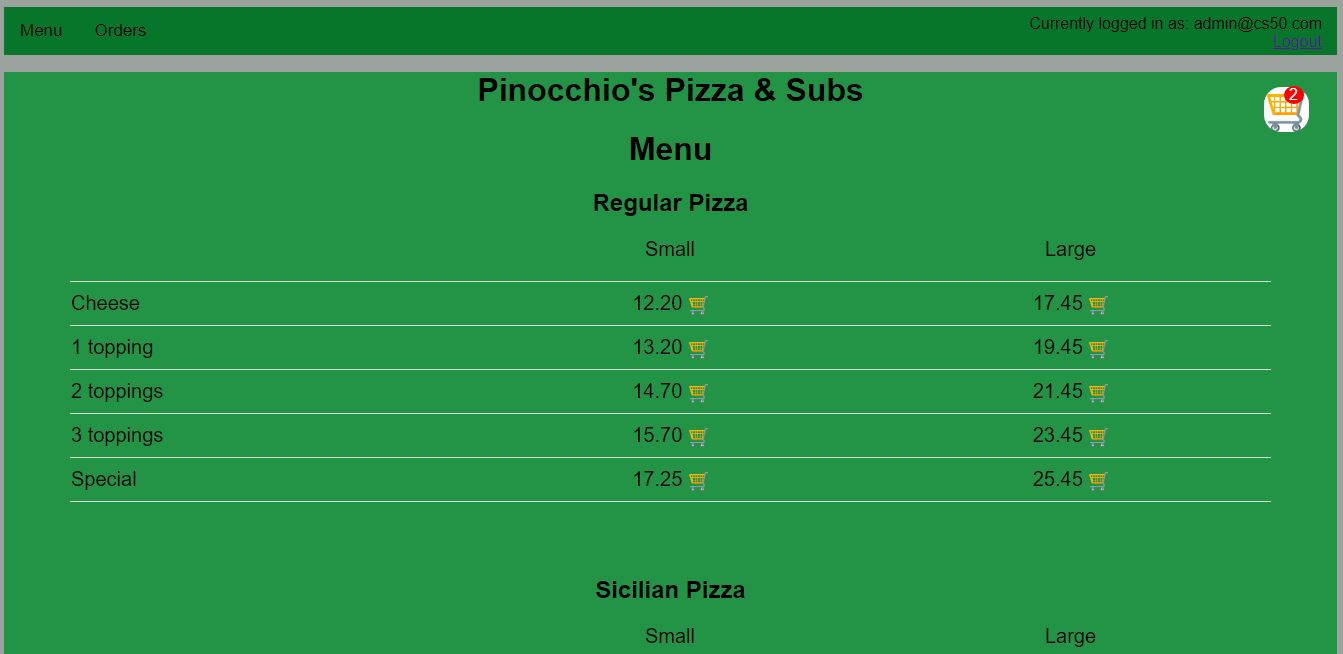 Menu Orders Currently logged in as: admin@cs50.com
Logout
Pinocchio's Pizza & Subs
2
Menu
Regular Pizza
Small Large
Cheese 12.20 17.45
1 topping 13.20 19.45
2 toppings 14.70 21.45
3 toppings 15.70 23.45
Special 17.25 25.45
Sicilian Pizza
Small Large